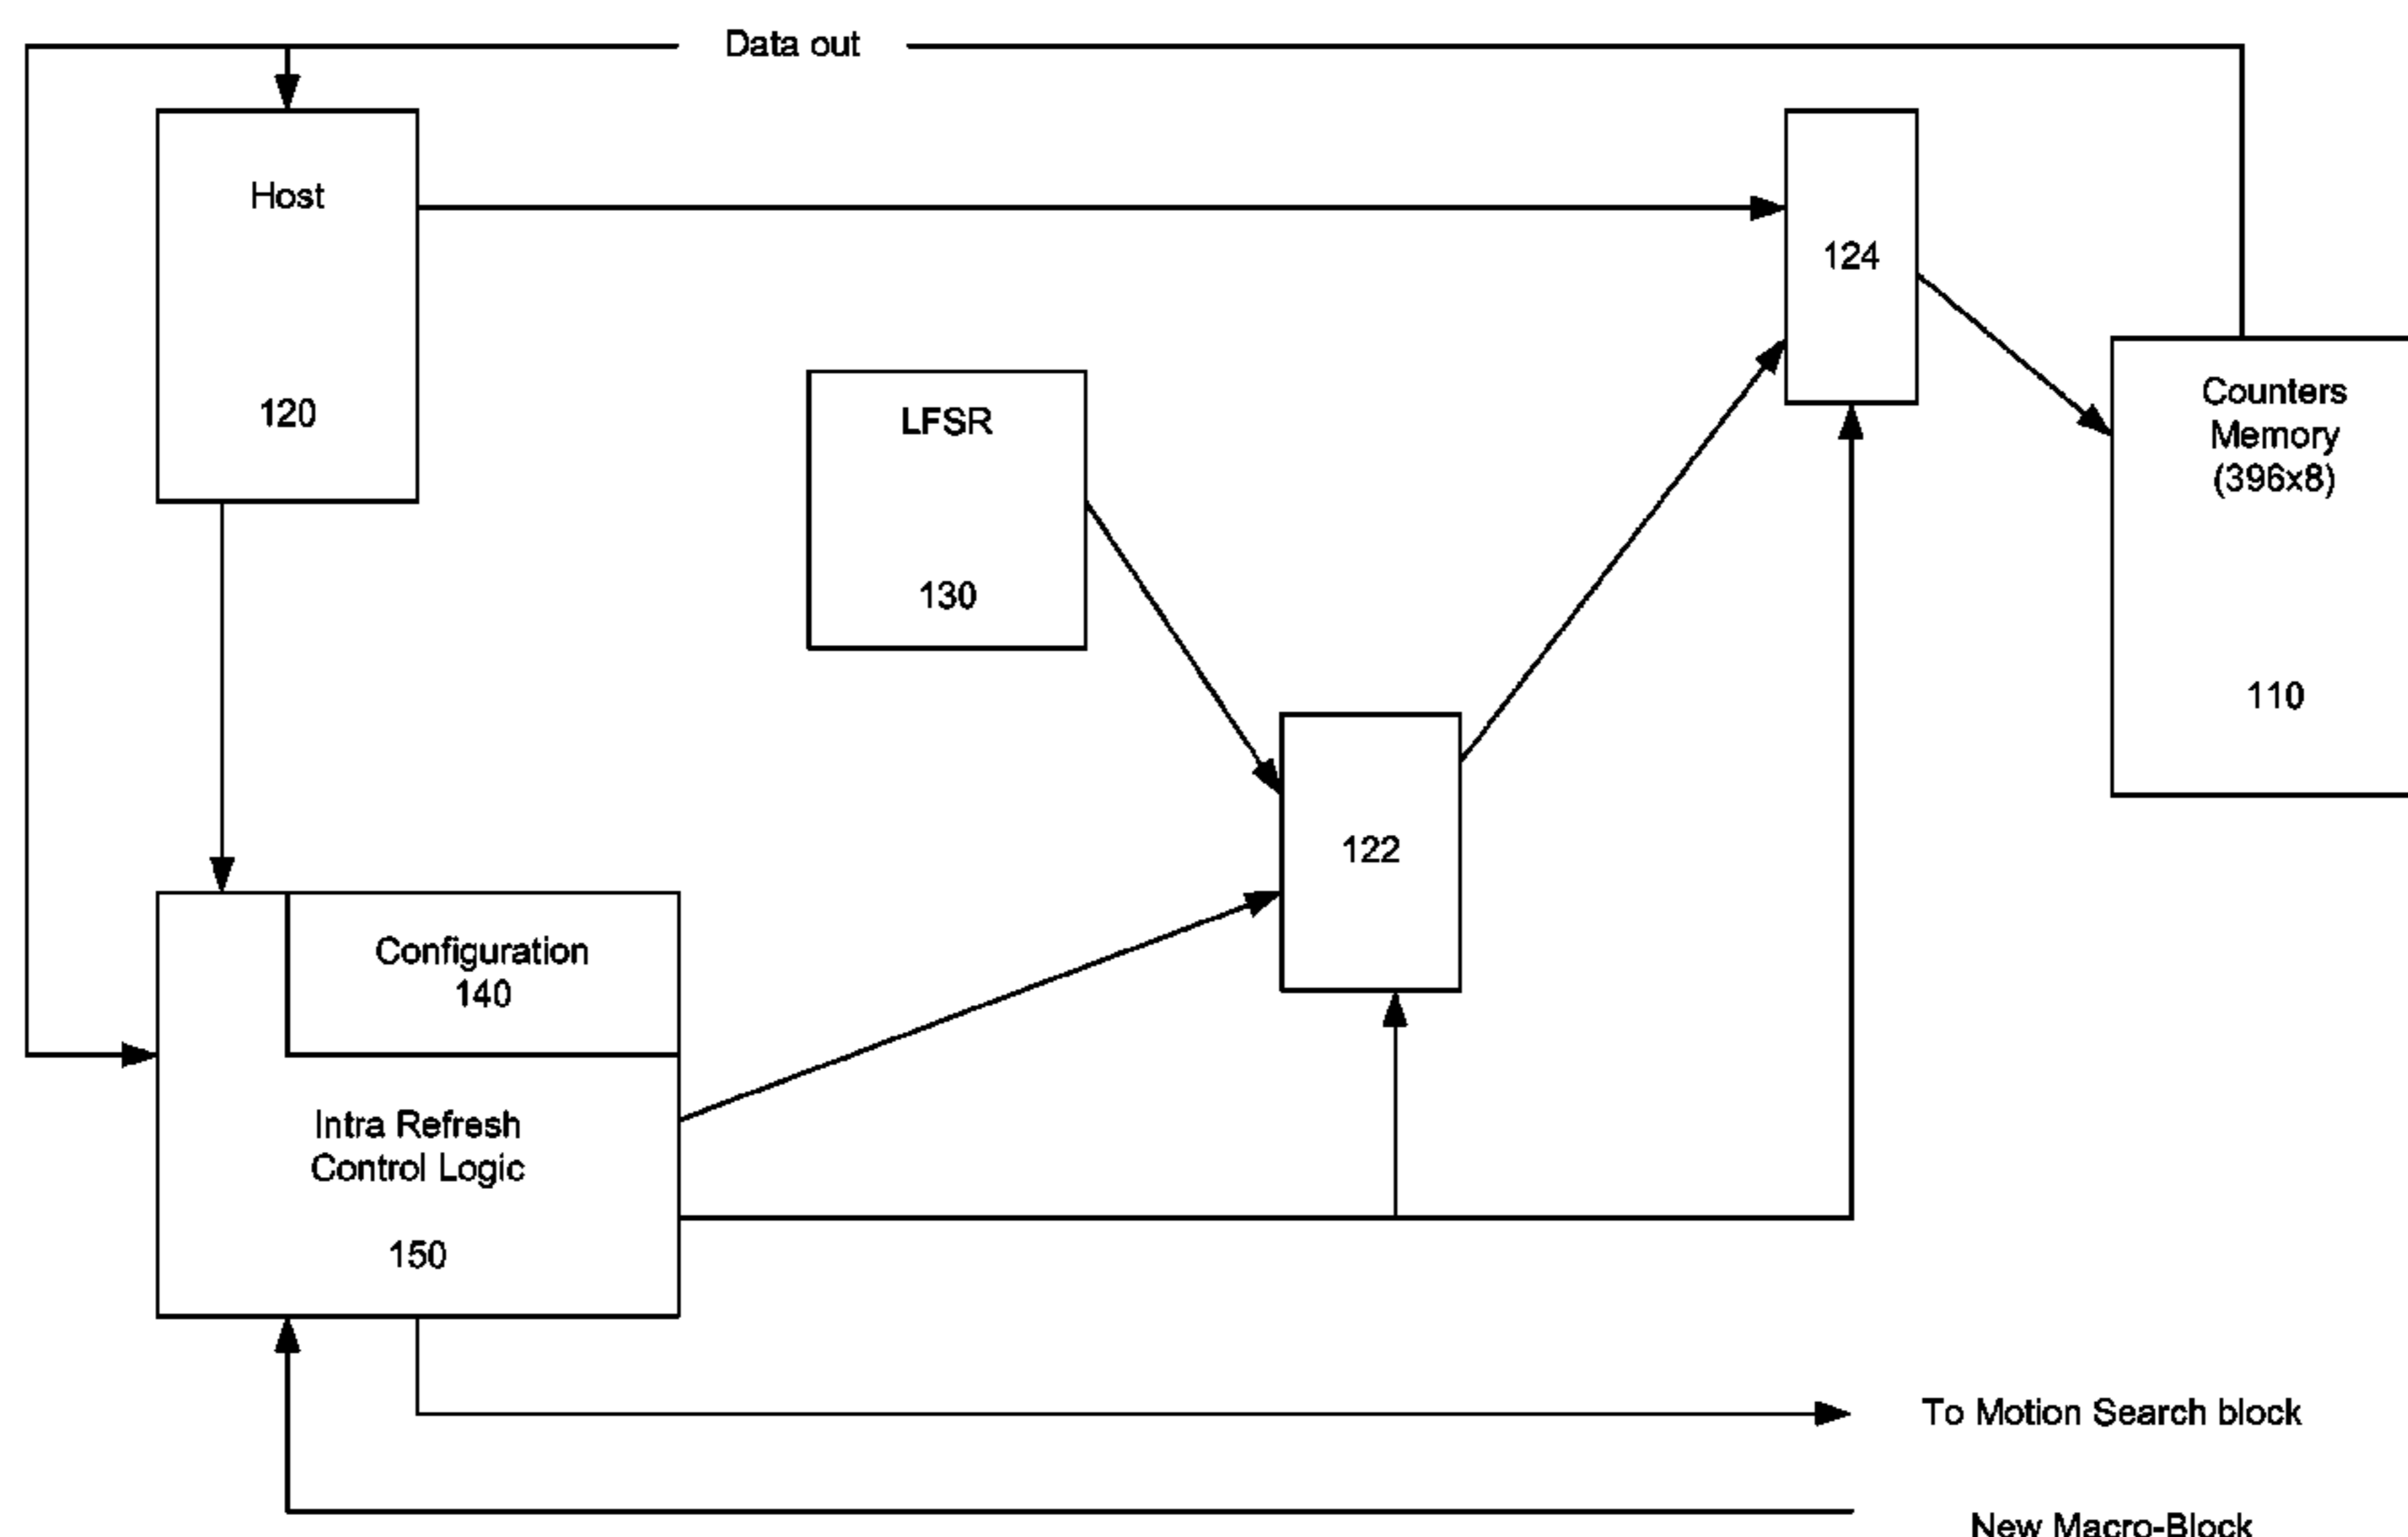 Data out
Host
120
124
LFSR
130
Counters
Memory
(396x8)
110
122
Configuration
140
Intra Refresh
Control Logic
150
To Motion Search block
New Macro-Block